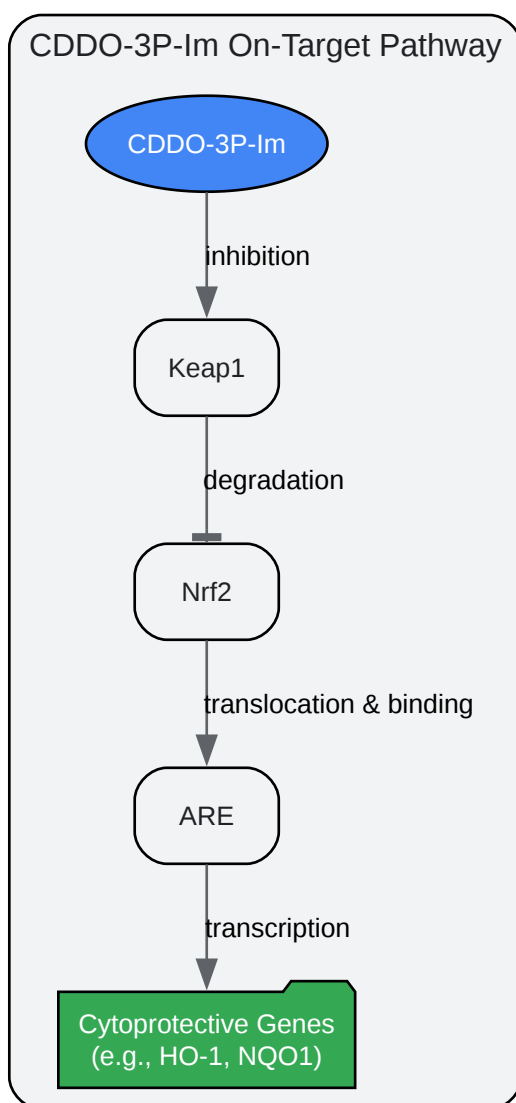 CDDO-3P-Im On-Target Pathway
CDDO-3P-Im
inhibition
Keap1
degradation
Nrf2
translocation & binding
ARE
transcription
Cytoprotective Genes
(e.g., HO-1, NQO1)